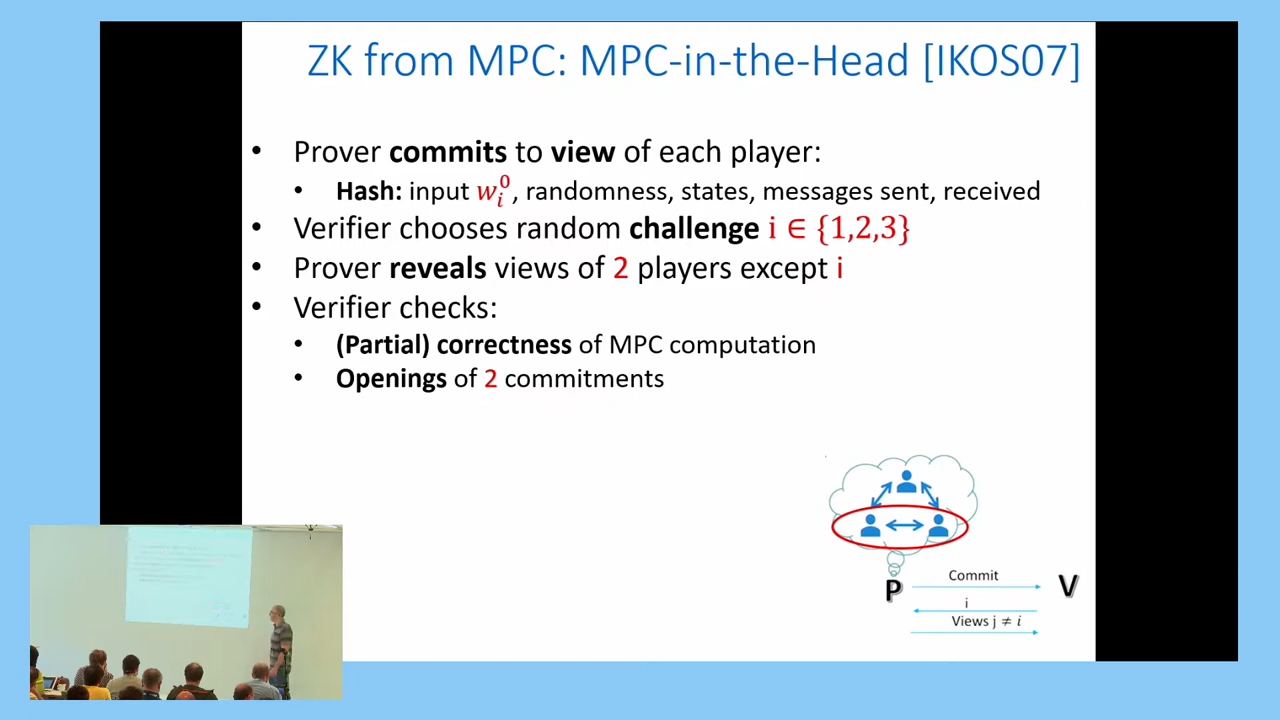 ZK from MPC: MPC-in-the-Head [IKOS07]
• Prover commits to view of each player:
• Hash: input $w_i^0$, randomness, states, messages sent, received
• Verifier chooses random challenge i ∈ {1,2,3}
• Prover reveals views of 2 players except i
• Verifier checks:
• (Partial) correctness of MPC computation
• Openings of 2 commitments
P
Commit
V
i
Views j ≠ i